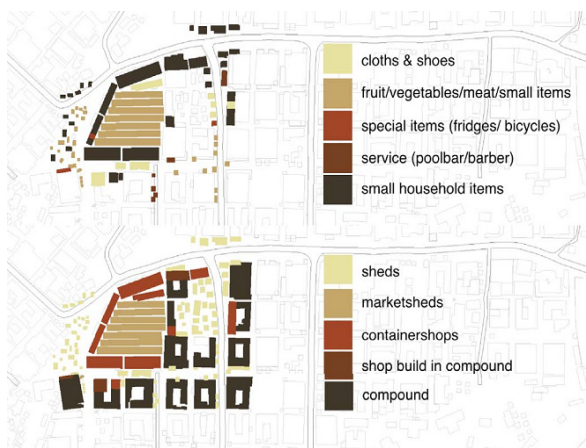 cloths & shoes
fruit/vegetables/meat/small items
special items (fridges/ bicycles)
service (poolbar/barber)
small household items
sheds
marketsheds
containershops
shop build in compound
compound